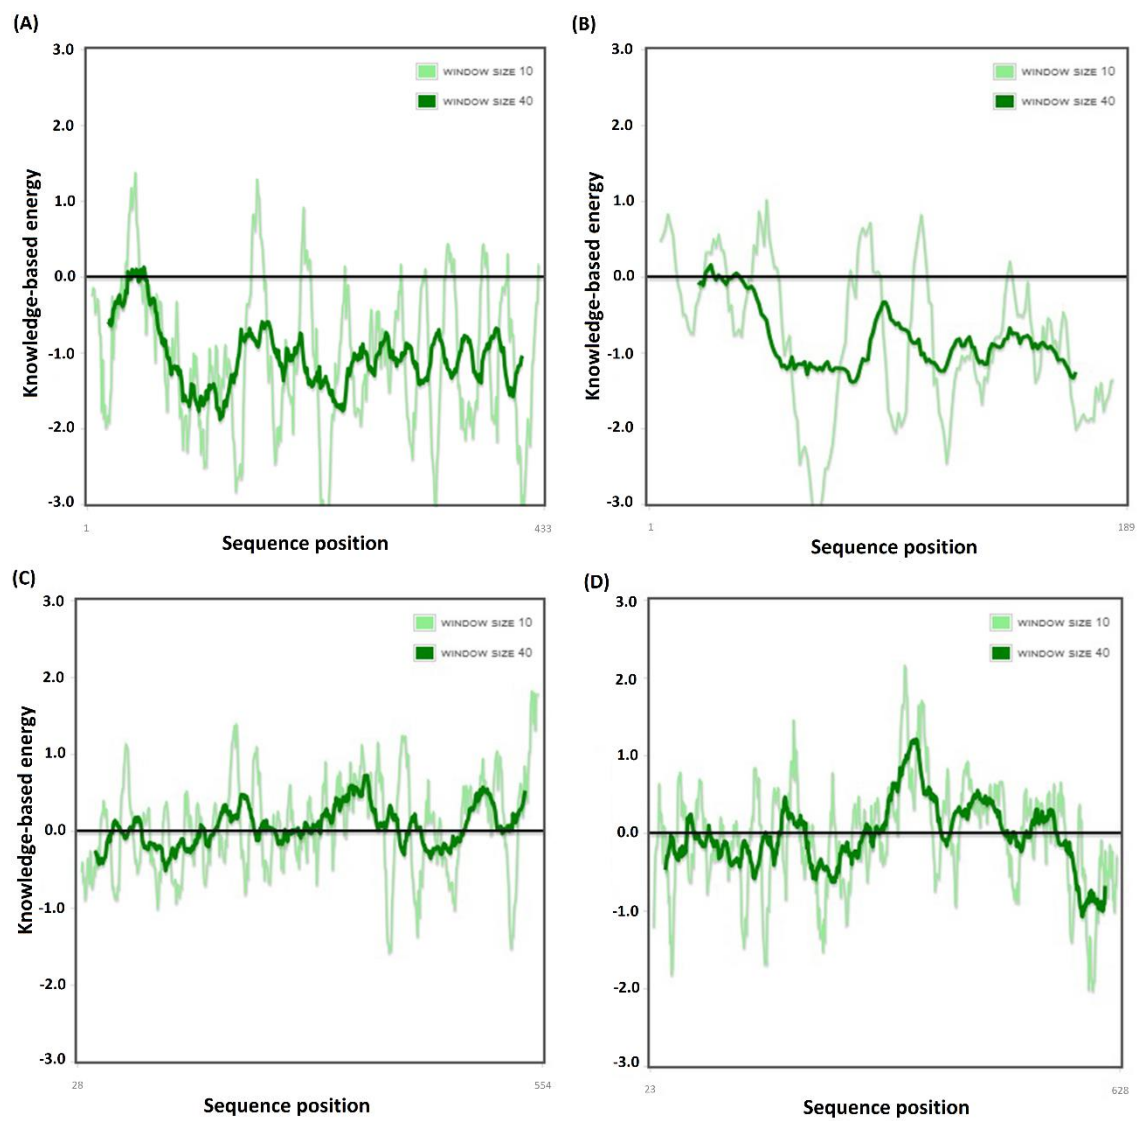 (A)
3.0
2.0
1.0
0.0
-1.0
-2.0
-3.0
Knowledge-based energy
WINDOW SIZE 10
WINDOW SIZE 40
1
433
Sequence position
(B)
3.0
2.0
1.0
0.0
-1.0
-2.0
-3.0
Knowledge-based energy
WINDOW SIZE 10
WINDOW SIZE 40
1
189
Sequence position
(C)
3.0
2.0
1.0
0.0
-1.0
-2.0
-3.0
Knowledge-based energy
WINDOW SIZE 10
WINDOW SIZE 40
28
554
Sequence position
(D)
3.0
2.0
1.0
0.0
-1.0
-2.0
-3.0
Knowledge-based energy
WINDOW SIZE 10
WINDOW SIZE 40
23
628
Sequence position